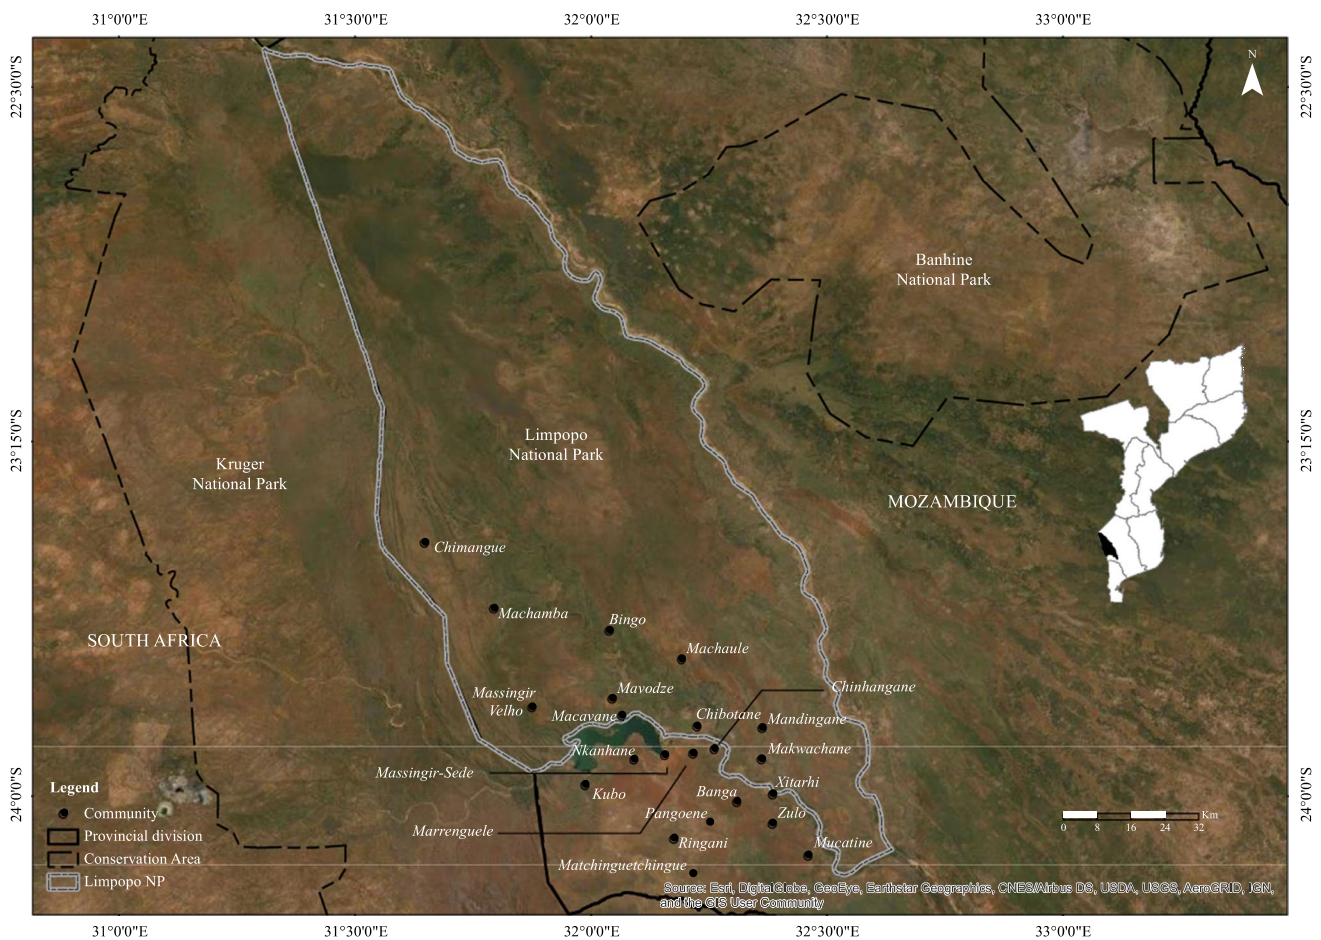 31°0'0"E
31°30'0"E
32°0'0"E
32°30'0"E
33°0'0"E
22°30'0"S
22°30'0"S
N
Banhine
National Park
Limpopo
National Park
Kruger
National Park
23°15'0"S
23°15'0"S
MOZAMBIQUE
Chimangue
Machamba
Bingo
SOUTH AFRICA
Machaule
Massingir
Velho
Mavodze
Chinhangane
Macavane
Chibotane
Mandingane
Nkanhane
Makwachane
Massingir-Sede
Kubo
Banga
Xitarhi
24°0'0"S
24°0'0"S
Legend
Community
Provincial division
Conservation Area
Limpopo NP
Pangoene
Zulo
Marrenguele
Ringani
Mucatine
Matchinguetchingue
Km
0 8 16 24 32
Source: Esri, DigitalGlobe, GeoEye, Earthstar Geographics, CNES/Airbus DS, USDA, USGS, AeroGRID, IGN,
and the GIS User Community
31°0'0"E
31°30'0"E
32°0'0"E
32°30'0"E
33°0'0"E